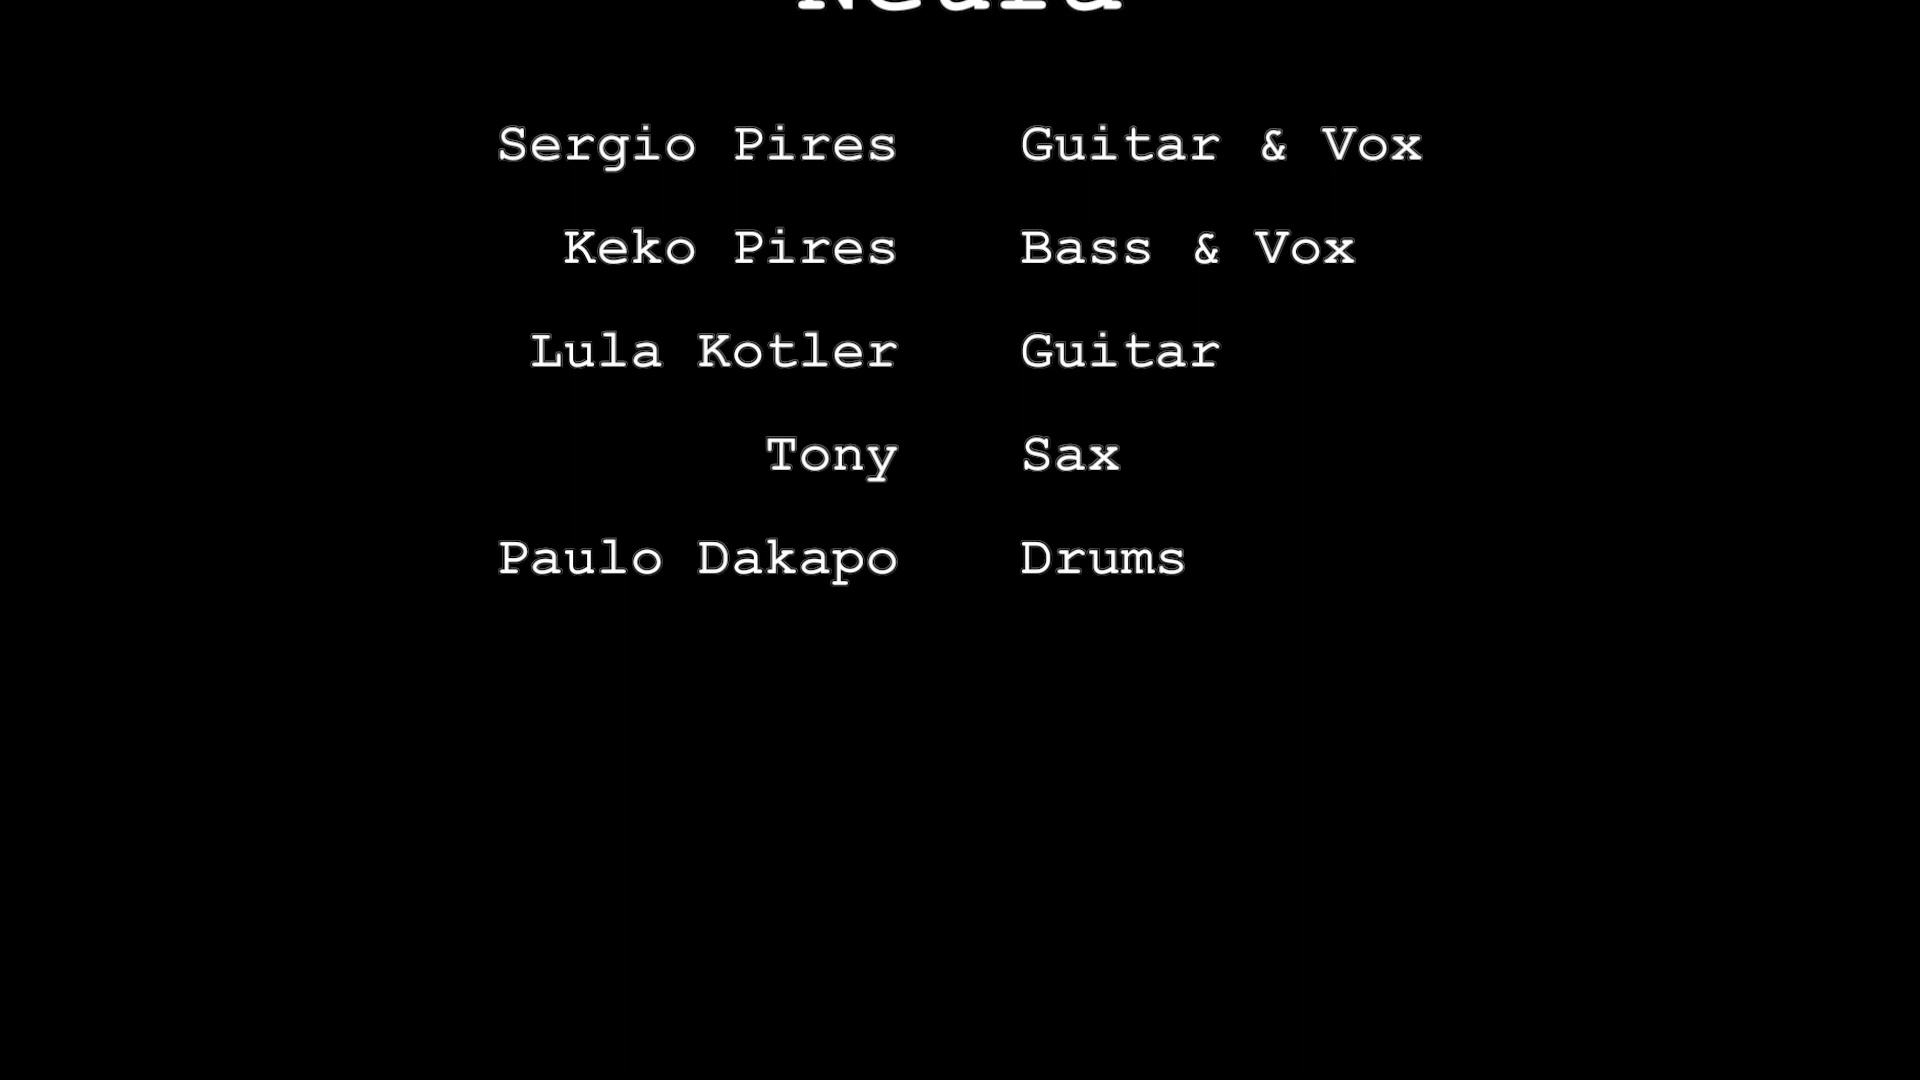 Sergio Pires Guitar & Vox
Keko Pires Bass & Vox
Lula Kotler Guitar
Tony Sax
Paulo Dakapo Drums